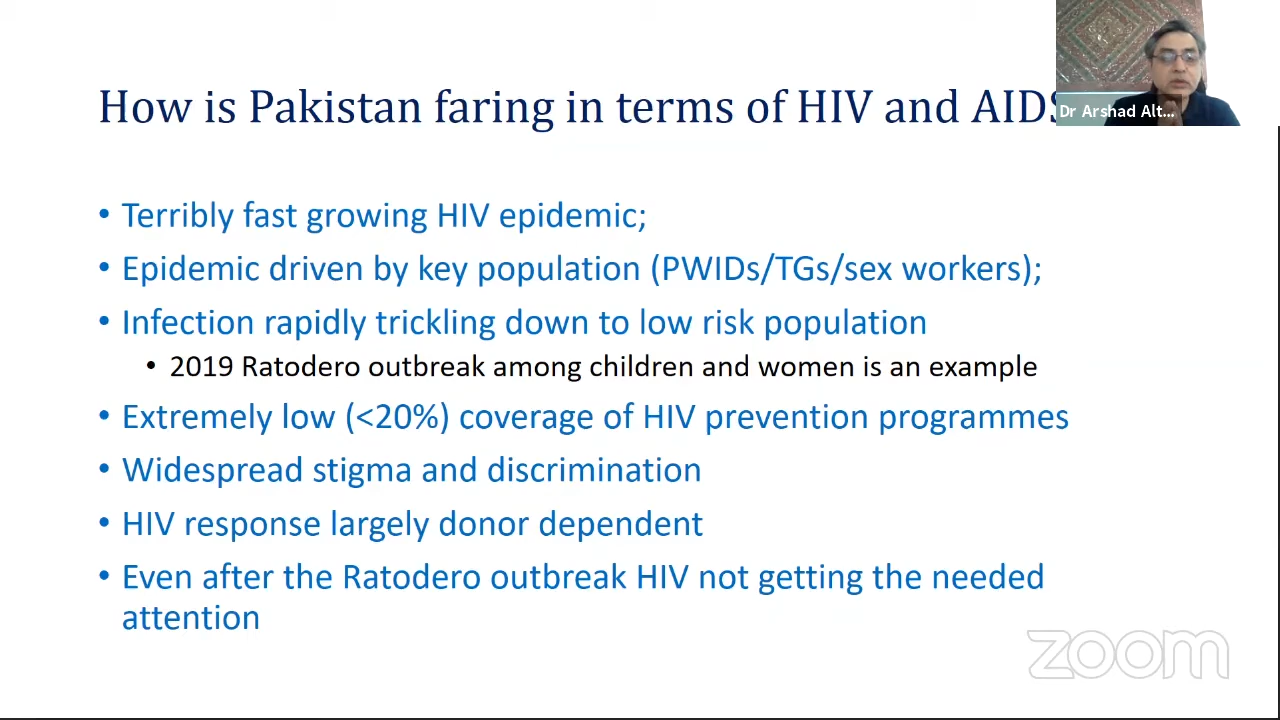 How is Pakistan faring in terms of HIV and AIDS
Dr Arshad Alt...
• Terribly fast growing HIV epidemic;
• Epidemic driven by key population (PWIDs/TGs/sex workers);
• Infection rapidly trickling down to low risk population
• 2019 Ratodero outbreak among children and women is an example
• Extremely low (<20%) coverage of HIV prevention programmes
• Widespread stigma and discrimination
• HIV response largely donor dependent
• Even after the Ratodero outbreak HIV not getting the needed
attention
zoom